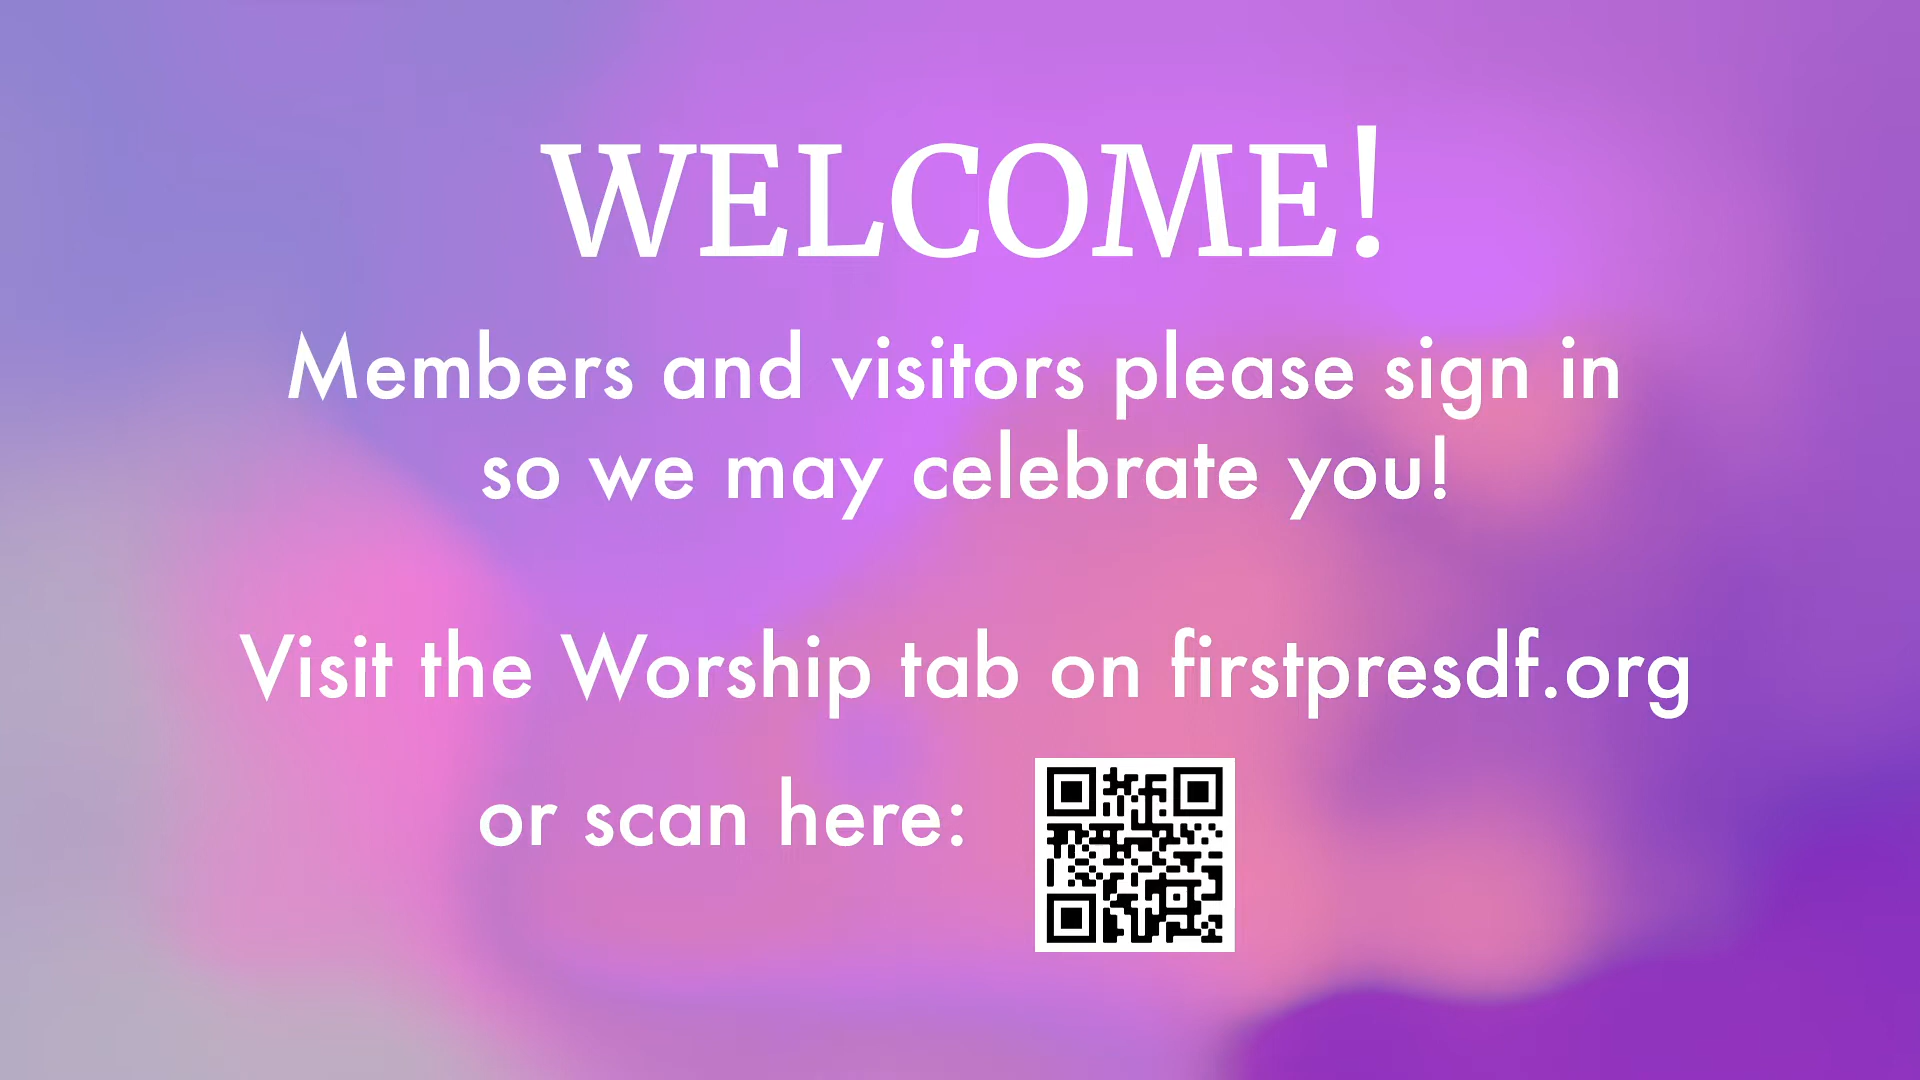 WELCOME!
Members and visitors please sign in
so we may celebrate you!
Visit the Worship tab on firstpresdf.org
or scan here: